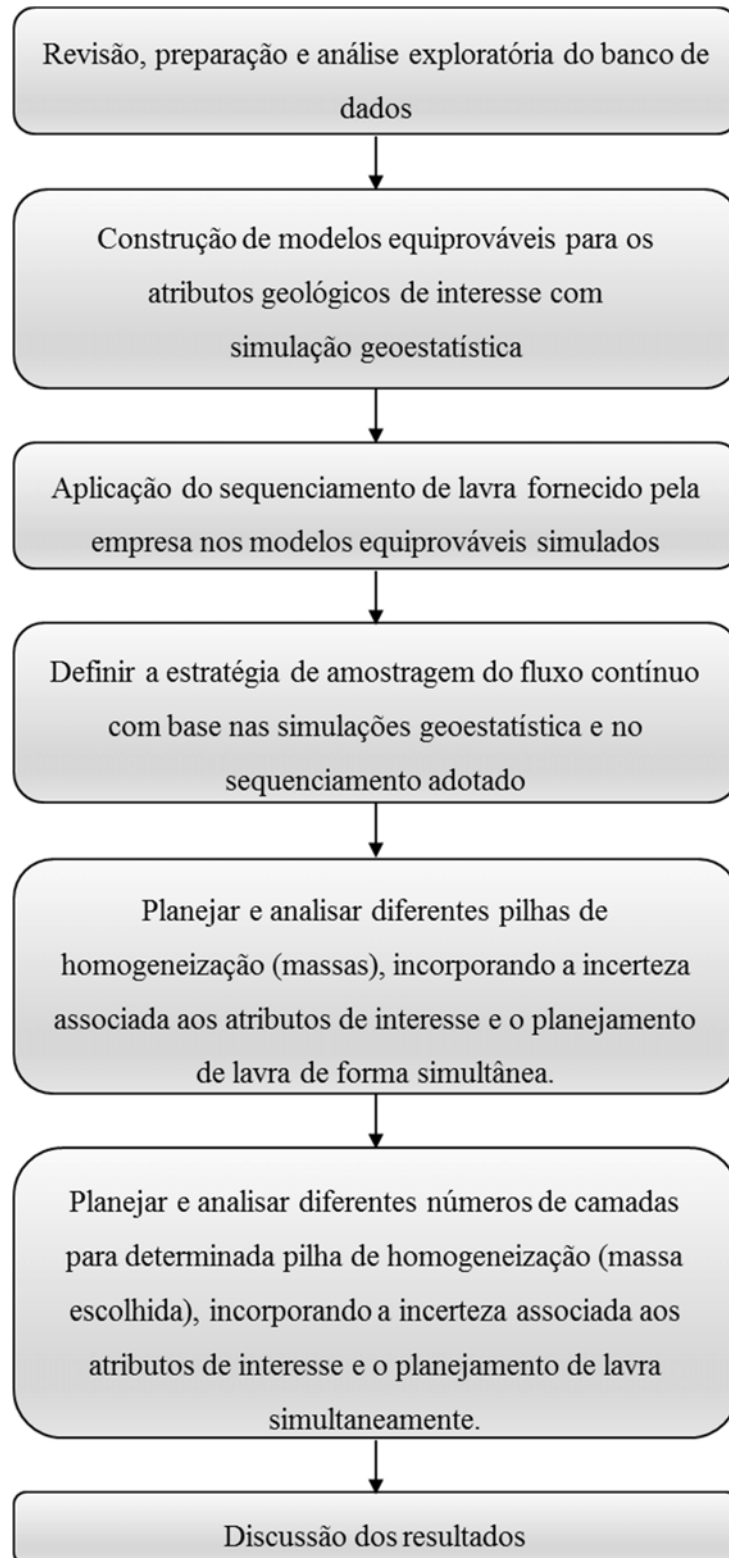 Revisão, preparação e análise exploratória do banco de
dados
Construção de modelos equiprováveis para os
atributos geológicos de interesse com
simulação geoestatística
Aplicação do sequenciamento de lavra fornecido pela
empresa nos modelos equiprováveis simulados
Definir a estratégia de amostragem do fluxo contínuo
com base nas simulações geoestatística e no
sequenciamento adotado
Planejar e analisar diferentes pilhas de
homogeneização (massas), incorporando a incerteza
associada aos atributos de interesse e o planejamento
de lavra de forma simultânea.
Planejar e analisar diferentes números de camadas
para determinada pilha de homogeneização (massa
escolhida), incorporando a incerteza associada aos
atributos de interesse e o planejamento de lavra
simultaneamente.
Discussão dos resultados